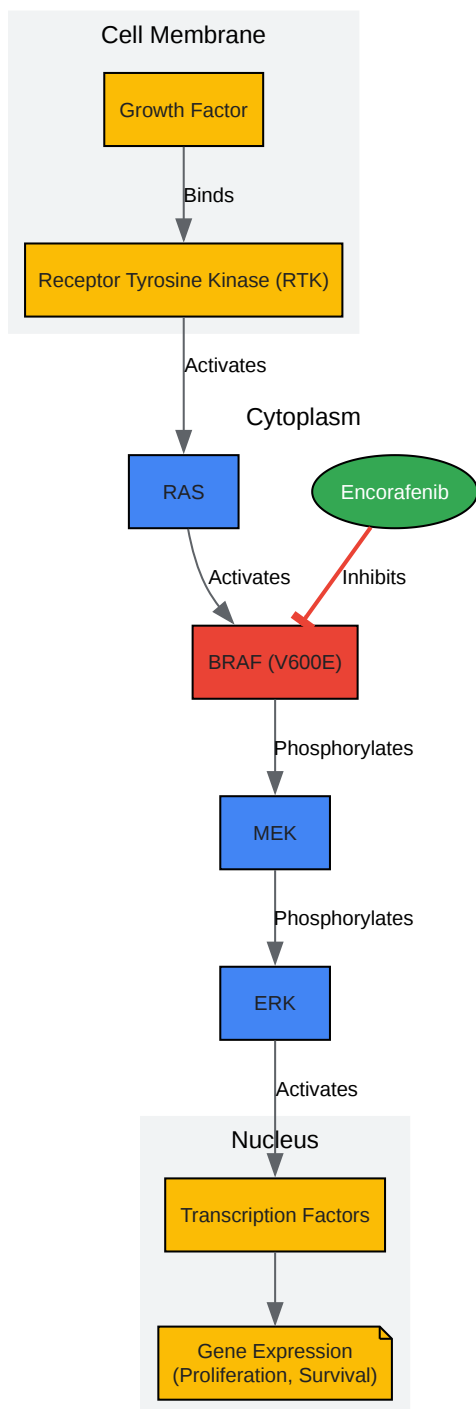 Cell Membrane
Growth Factor
Binds
Receptor Tyrosine Kinase (RTK)
Activates
Cytoplasm
RAS
Encorafenib
Activates
Inhibits
BRAF (V600E)
Phosphorylates
MEK
Phosphorylates
ERK
Activates
Nucleus
Transcription Factors
Gene Expression
(Proliferation, Survival)